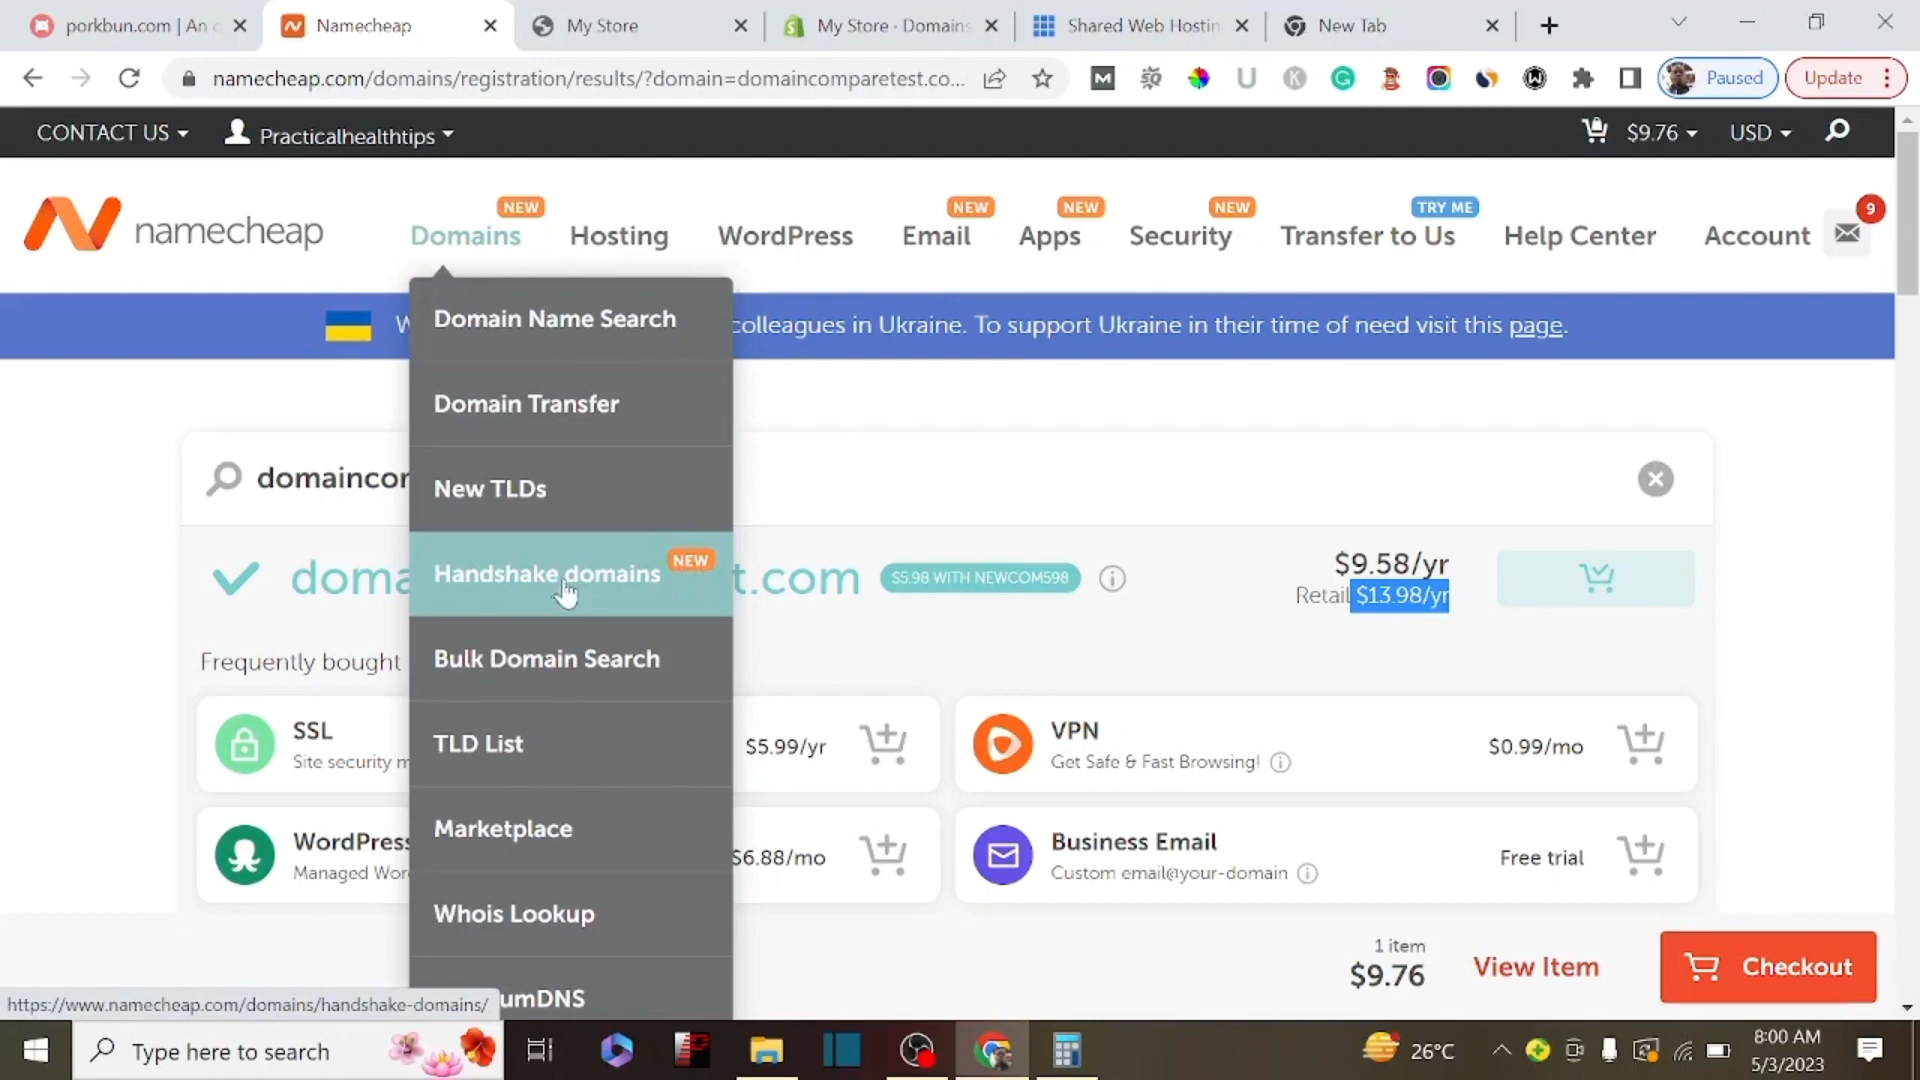 porkbun.com | An
Namecheap
My Store
My Store · Domains
Shared Web Hostin
New Tab
namecheap.com/domains/registration/results/?domain=domaincomparetest.co...
Paused
Update
CONTACT US
Practicalhealthtips
$9.76
USD
namecheap
Domains
NEW
Hosting
WordPress
Email
NEW
Apps
NEW
Security
NEW
Transfer to Us
TRY ME
Help Center
Account
9
W
colleagues in Ukraine. To support Ukraine in their time of need visit this page.
Domain Name Search
Domain Transfer
New TLDs
Handshake domains
NEW
Bulk Domain Search
TLD List
Marketplace
Whois Lookup
umDNS
domaincor
doma
t.com
$5.98 WITH NEWCOM598
$9.58/yr
Retail $13.98/yr
Frequently bought
SSL
Site security m
$5.99/yr
VPN
Get Safe & Fast Browsing!
$0.99/mo
WordPress
Managed Wor
$6.88/mo
Business Email
Custom email@your-domain
Free trial
1 item
$9.76
View Item
Checkout
https://www.namecheap.com/domains/handshake-domains/
Type here to search
26°C
8:00 AM
5/3/2023